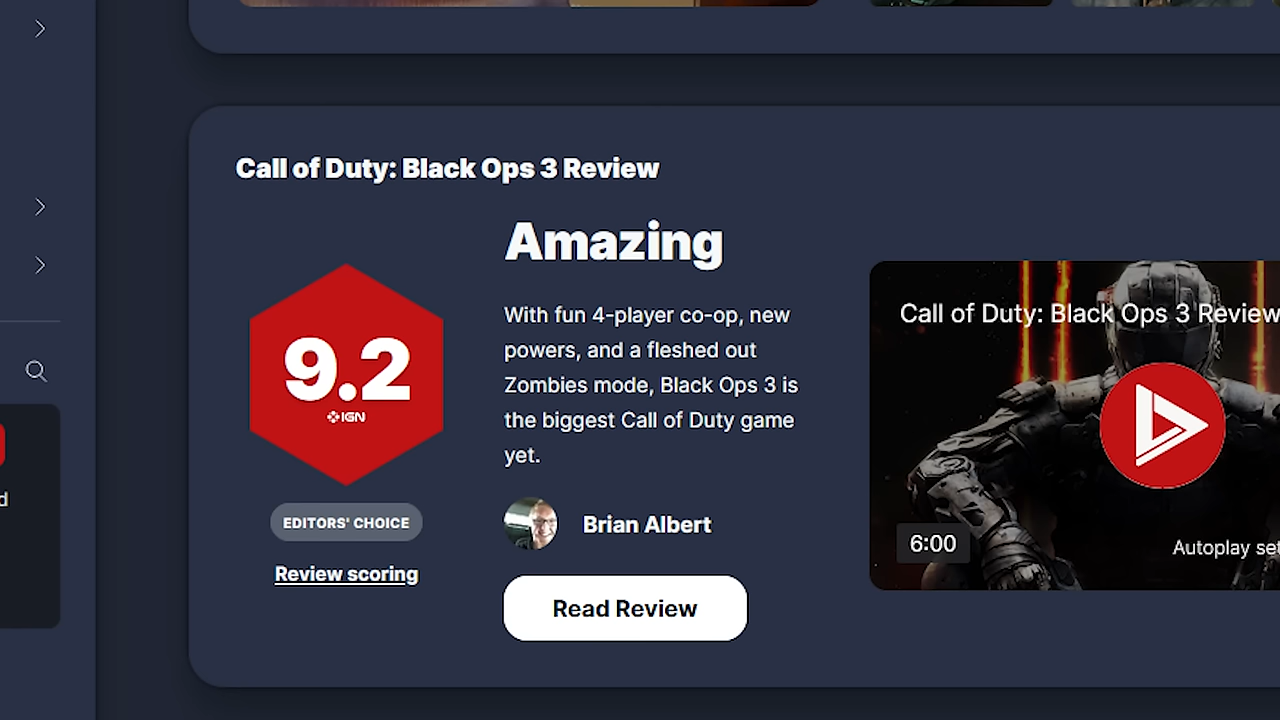 Call of Duty: Black Ops 3 Review
Amazing
With fun 4-player co-op, new
powers, and a fleshed out
Zombies mode, Black Ops 3 is
the biggest Call of Duty game
yet.
9.2
IGN
EDITORS' CHOICE
Review scoring
Brian Albert
Read Review
Call of Duty: Black Ops 3 Review
6:00
Autoplay